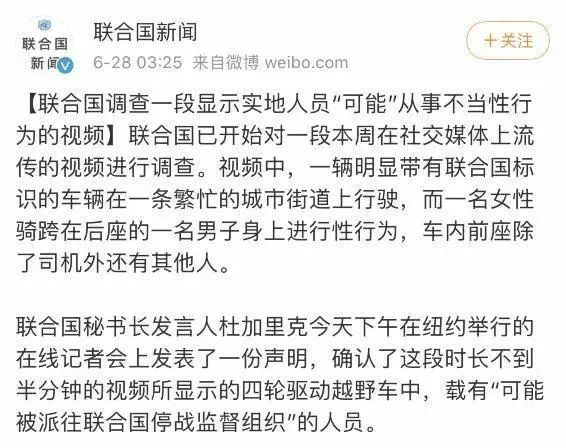 联合国
新闻
联合国新闻
6-28 03:25 来自微博 weibo.com
+关注
【联合国调查一段显示实地人员“可能”从事不当性行
为的视频】联合国已开始对一段本周在社交媒体上流
传的视频进行调查。视频中，一辆明显带有联合国标
识的车辆在一条繁忙的城市街道上行驶，而一名女性
骑跨在后座的一名男子身上进行性行为，车内前座除
了司机外还有其他人。
联合国秘书长发言人杜加里克今天下午在纽约举行的
在线记者会上发表了一份声明，确认了这段时长不到
半分钟的视频所显示的四轮驱动越野车中，载有“可能
被派往联合国停战监督组织”的人员。